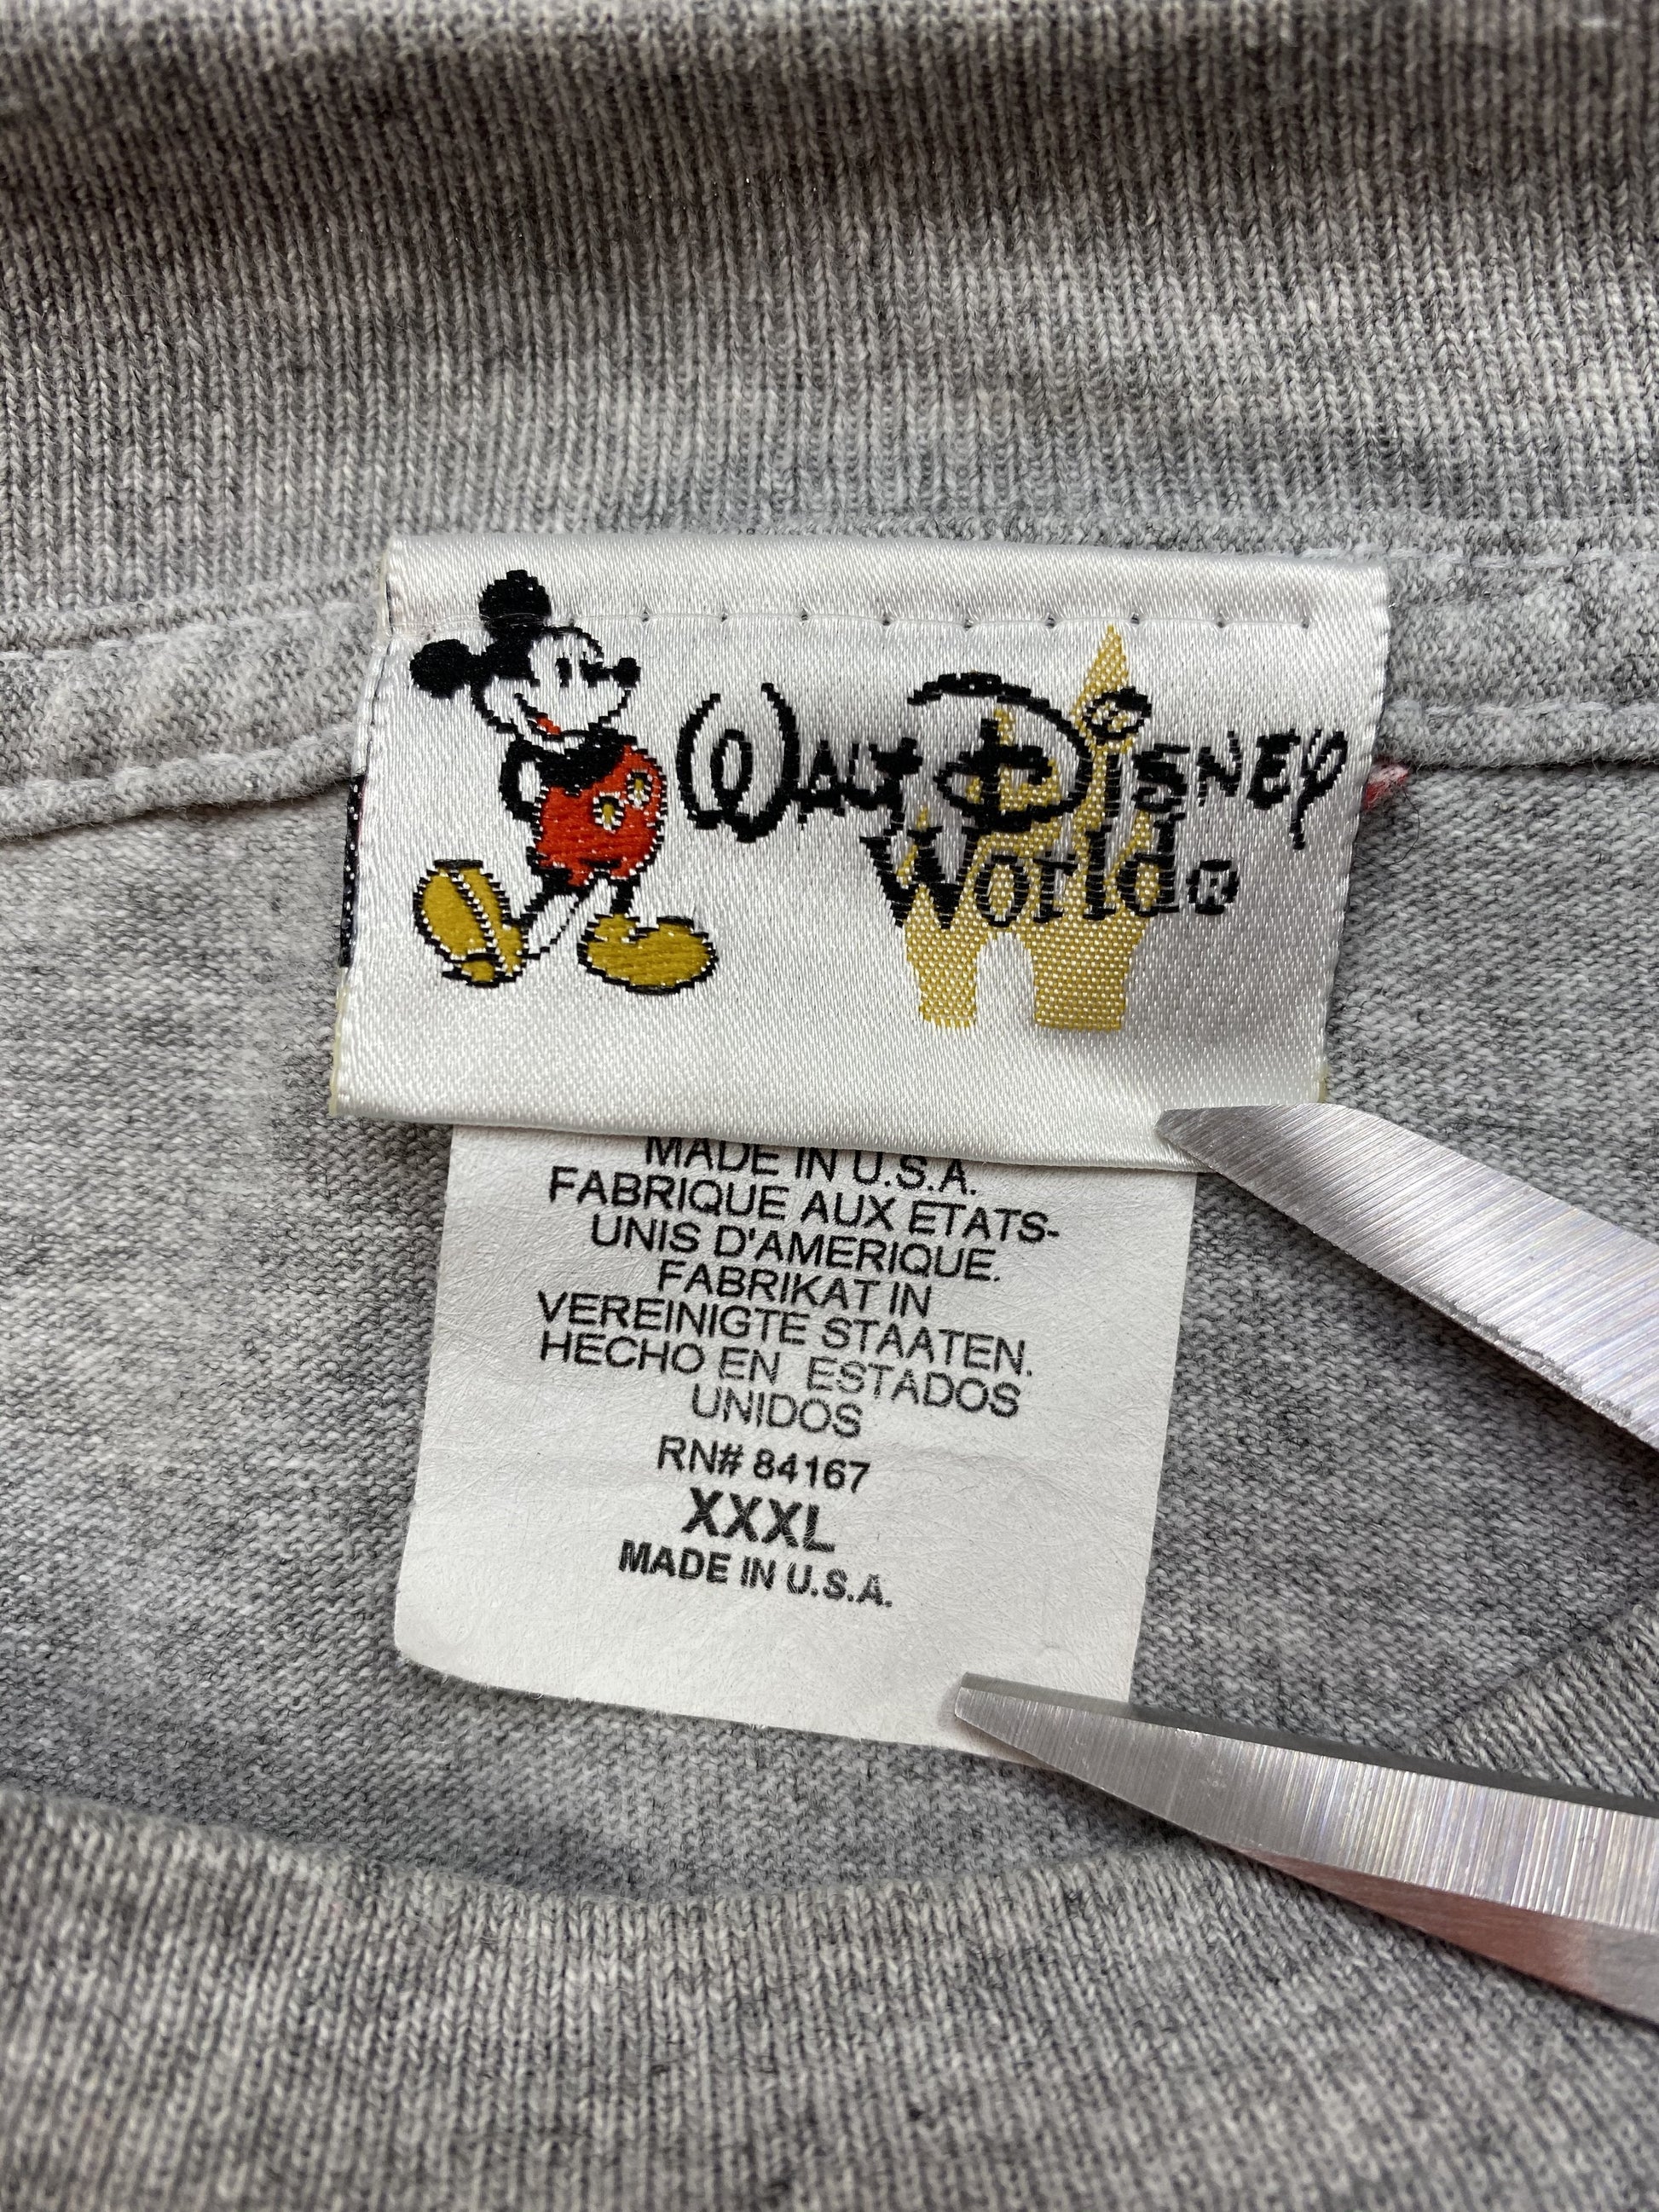 WALT DISNEY
World®
MADE IN U.S.A.
FABRIQUE AUX ETATS-
UNIS D'AMERIQUE.
FABRIKAT IN
VEREINIGTE STAATEN.
HECHO EN ESTADOS
UNIDOS
RN# 84167
XXXL
MADE IN U.S.A.